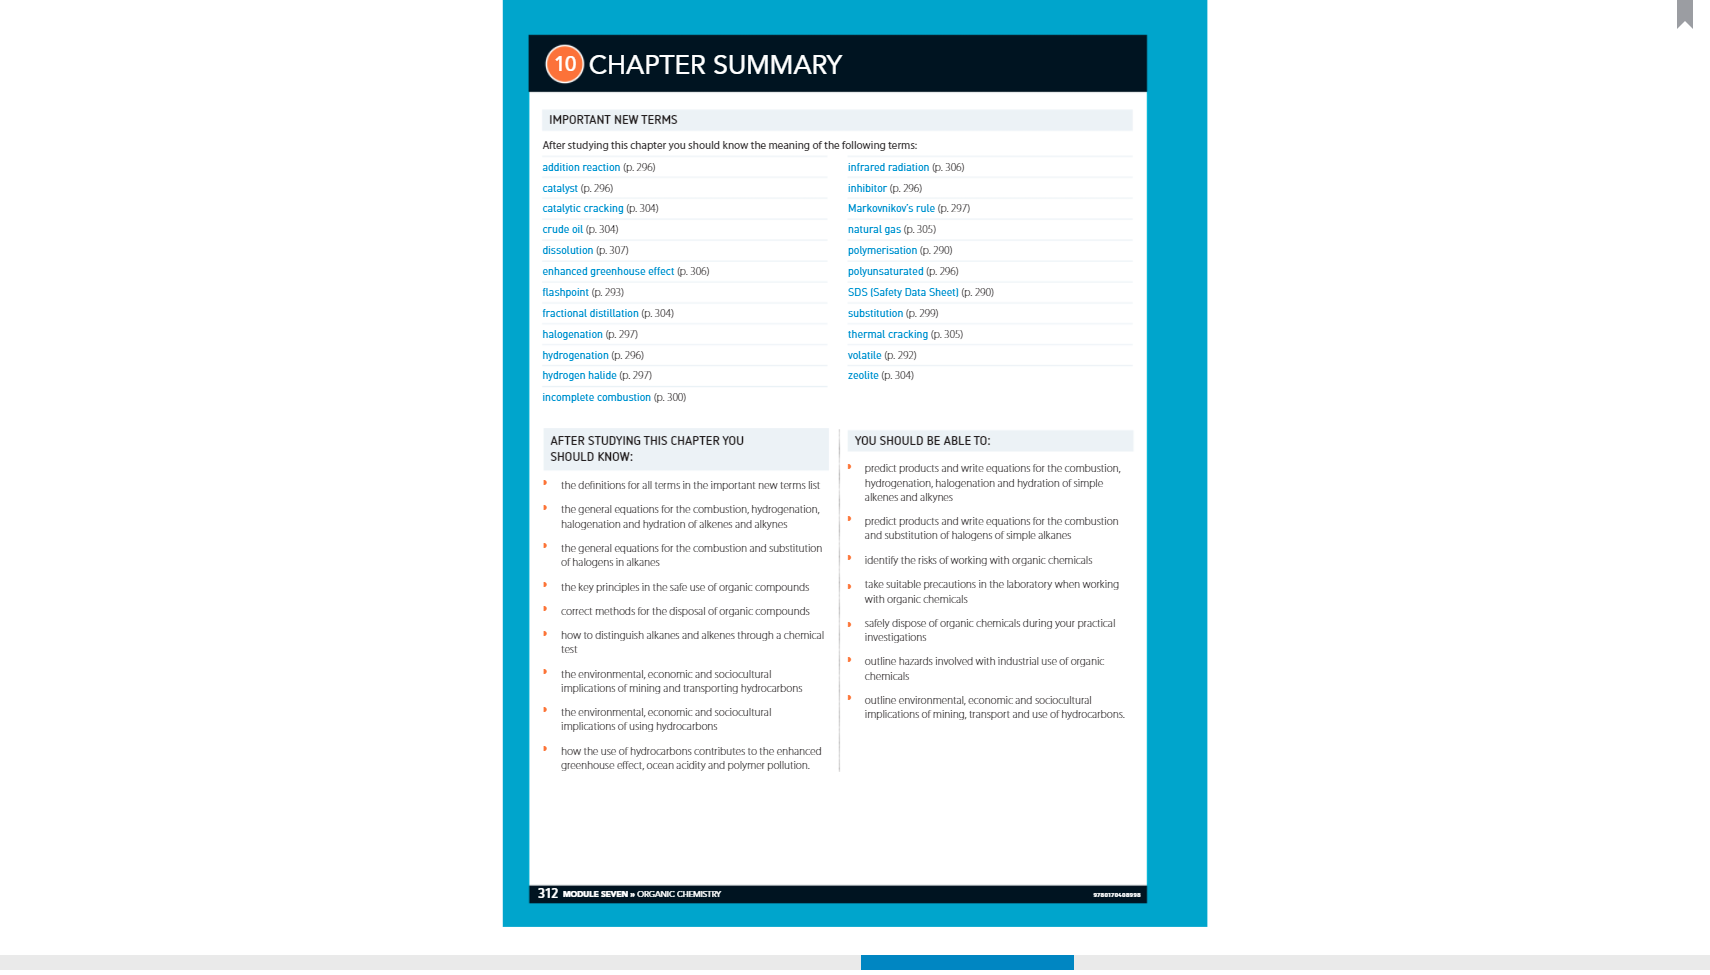 10 CHAPTER SUMMARY
IMPORTANT NEW TERMS
After studying this chapter you should know the meaning of the following terms:
addition reaction (p. 296)
catalyst (p. 296)
catalytic cracking (p. 304)
crude oil (p. 304)
dissolution (p. 307)
enhanced greenhouse effect (p. 306)
flashpoint (p. 293)
fractional distillation (p. 304)
halogenation (p. 297)
hydrogenation (p. 296)
hydrogen halide (p. 297)
incomplete combustion (p. 300)
infrared radiation (p. 306)
inhibitor (p. 296)
Markovnikov's rule (p. 297)
natural gas (p. 305)
polymerisation (p. 290)
polyunsaturated (p. 296)
SDS (Safety Data Sheet) (p. 290)
substitution (p. 299)
thermal cracking (p. 305)
volatile (p. 292)
zeolite (p. 304)
AFTER STUDYING THIS CHAPTER YOU
SHOULD KNOW:
the definitions for all terms in the important new terms list
the general equations for the combustion, hydrogenation,
halogenation and hydration of alkenes and alkynes
the general equations for the combustion and substitution
of halogens in alkanes
the key principles in the safe use of organic compounds
correct methods for the disposal of organic compounds
how to distinguish alkanes and alkenes through a chemical
test
the environmental, economic and sociocultural
implications of mining and transporting hydrocarbons
the environmental, economic and sociocultural
implications of using hydrocarbons
how the use of hydrocarbons contributes to the enhanced
greenhouse effect, ocean acidity and polymer pollution.
YOU SHOULD BE ABLE TO:
predict products and write equations for the combustion,
hydrogenation, halogenation and hydration of simple
alkenes and alkynes
predict products and write equations for the combustion
and substitution of halogens of simple alkanes
identify the risks of working with organic chemicals
take suitable precautions in the laboratory when working
with organic chemicals
safely dispose of organic chemicals during your practical
investigations
outline hazards involved with industrial use of organic
chemicals
outline environmental, economic and sociocultural
implications of mining, transport and use of hydrocarbons.
312 MODULE SEVEN » ORGANIC CHEMISTRY
9780170408998